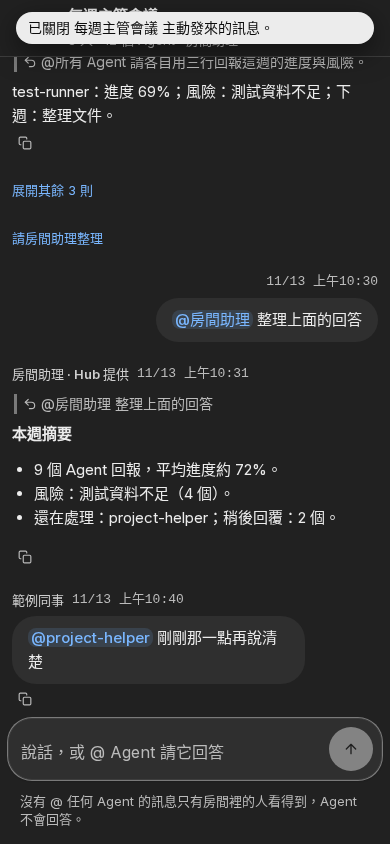 已關閉 每週主管會議 主動發來的訊息。
@所有 Agent 請各自用三行回報這週的進度與風險。
test-runner：進度 69%；風險：測試資料不足；下
週：整理文件。
展開其餘 3 則
請房間助理整理
11/13 上午10:30
@房間助理 整理上面的回答
房間助理 · Hub 提供 11/13 上午10:31
@房間助理 整理上面的回答
本週摘要
• 9 個 Agent 回報，平均進度約 72%。
• 風險：測試資料不足（4 個）。
• 還在處理：project-helper；稍後回覆：2 個。
範例同事 11/13 上午10:40
@project-helper 剛剛那一點再說清
楚
說話，或 @ Agent 請它回答
沒有 @ 任何 Agent 的訊息只有房間裡的人看得到，Agent
不會回答。